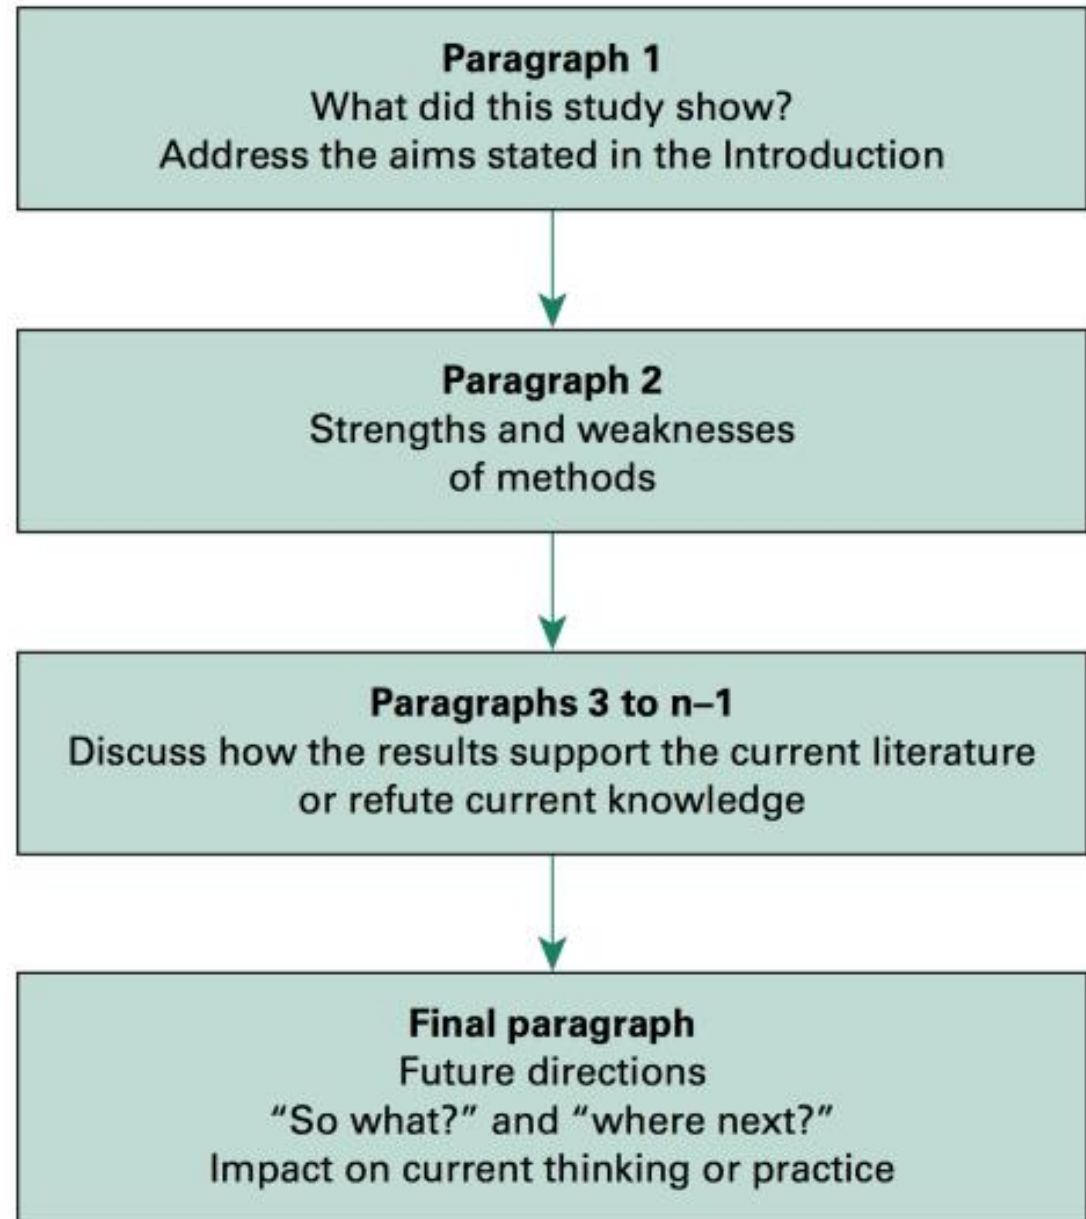 Paragraph 1
What did this study show?
Address the aims stated in the Introduction
Paragraph 2
Strengths and weaknesses
of methods
Paragraphs 3 to n–1
Discuss how the results support the current literature
or refute current knowledge
Final paragraph
Future directions
“So what?” and “where next?”
Impact on current thinking or practice